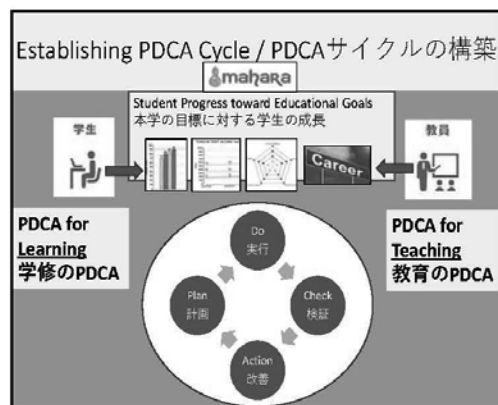 Establishing PDCA Cycle / PDCAサイクルの構築
mahara
Student Progress toward Educational Goals
本学の目標に対する学生の成長
学生
教員
Career
PDCA for
Learning
学修のPDCA
PDCA for
Teaching
教育のPDCA
Do
実行
Plan
計画
Check
検証
Action
改善